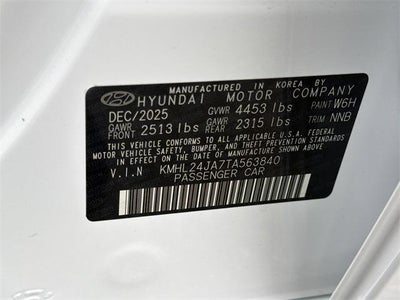 MANUFACTURED IN KOREA BY
HYUNDAI MOTOR COMPANY
DEC/2025 GVWR 4453 lbs PAINT W6H
GAWR FRONT 2513 lbs GAWR REAR 2315 lbs TRIM NNB
THIS VEHICLE CONFORMS TO ALL APPLICABLE U.S.A. FEDERAL
MOTOR VEHICLE SAFETY, BUMPER, AND THEFT PREVENTION STANDARDS
IN EFFECT ON THE DATE OF MANUFACTURE SHOWN ABOVE.
V.I.N KMHL24JA7TA563840
PASSENGER CAR